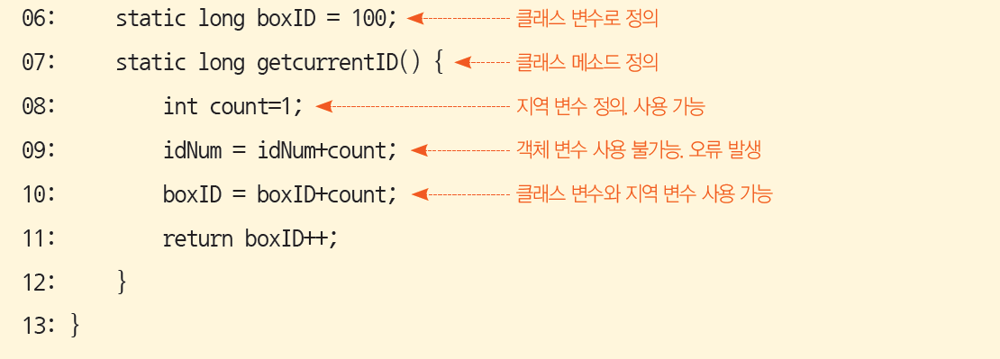 06: static long boxID = 100; 클래스 변수로 정의
07: static long getcurrentID() { 클래스 메소드 정의
08: int count=1; 지역 변수 정의. 사용 가능
09: idNum = idNum+count; 객체 변수 사용 불가능. 오류 발생
10: boxID = boxID+count; 클래스 변수와 지역 변수 사용 가능
11: return boxID++;
12: }
13: }